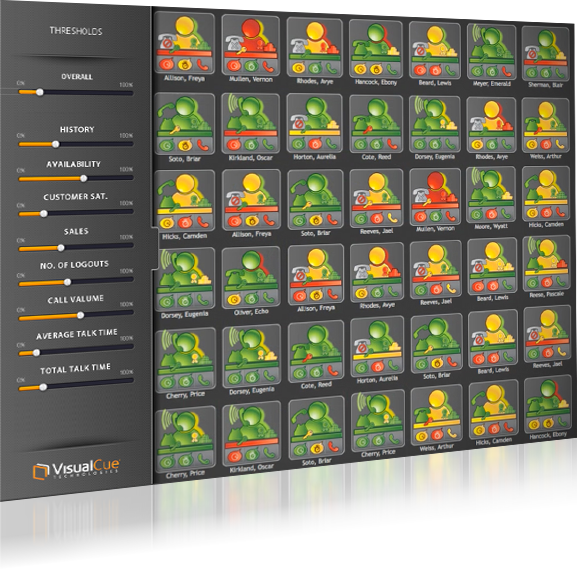 THRESHOLDS
OVERALL
0% 100%
HISTORY
0% 100%
AVAILABILITY
0% 100%
CUSTOMER SAT.
0% 100%
SALES
0% 100%
NO. OF LOGOUTS
0% 100%
CALL VALUME
0% 100%
AVERAGE TALK TIME
0% 100%
TOTAL TALK TIME
0% 100%
VisualCue
TECHNOLOGIES
Allison, Freya Mullen, Vernon Rhodes, Avye Hancock, Ebony Beard, Lewis Meyer, Emerald Sherman, Blair
Soto, Briar Kirkland, Oscar Horton, Aurelia Cote, Reed Dorsey, Eugenia Rhodes, Avye Weiss, Arthur
Hicks, Camden Allison, Freya Soto, Briar Reeves, Jael Mullen, Vernon Moore, Wyatt Hicks, Camden
Dorsey, Eugenia Oliver, Echo Allison, Freya Rhodes, Avye Reeves, Jael Beard, Lewis Reese, Pascale
Cherry, Price Dorsey, Eugenia Cote, Reed Horton, Aurelia Soto, Briar Beard, Lewis Reeves, Jael
Cherry, Price Kirkland, Oscar Soto, Briar Cherry, Price Weiss, Arthur Hicks, Camden Hancock, Ebony